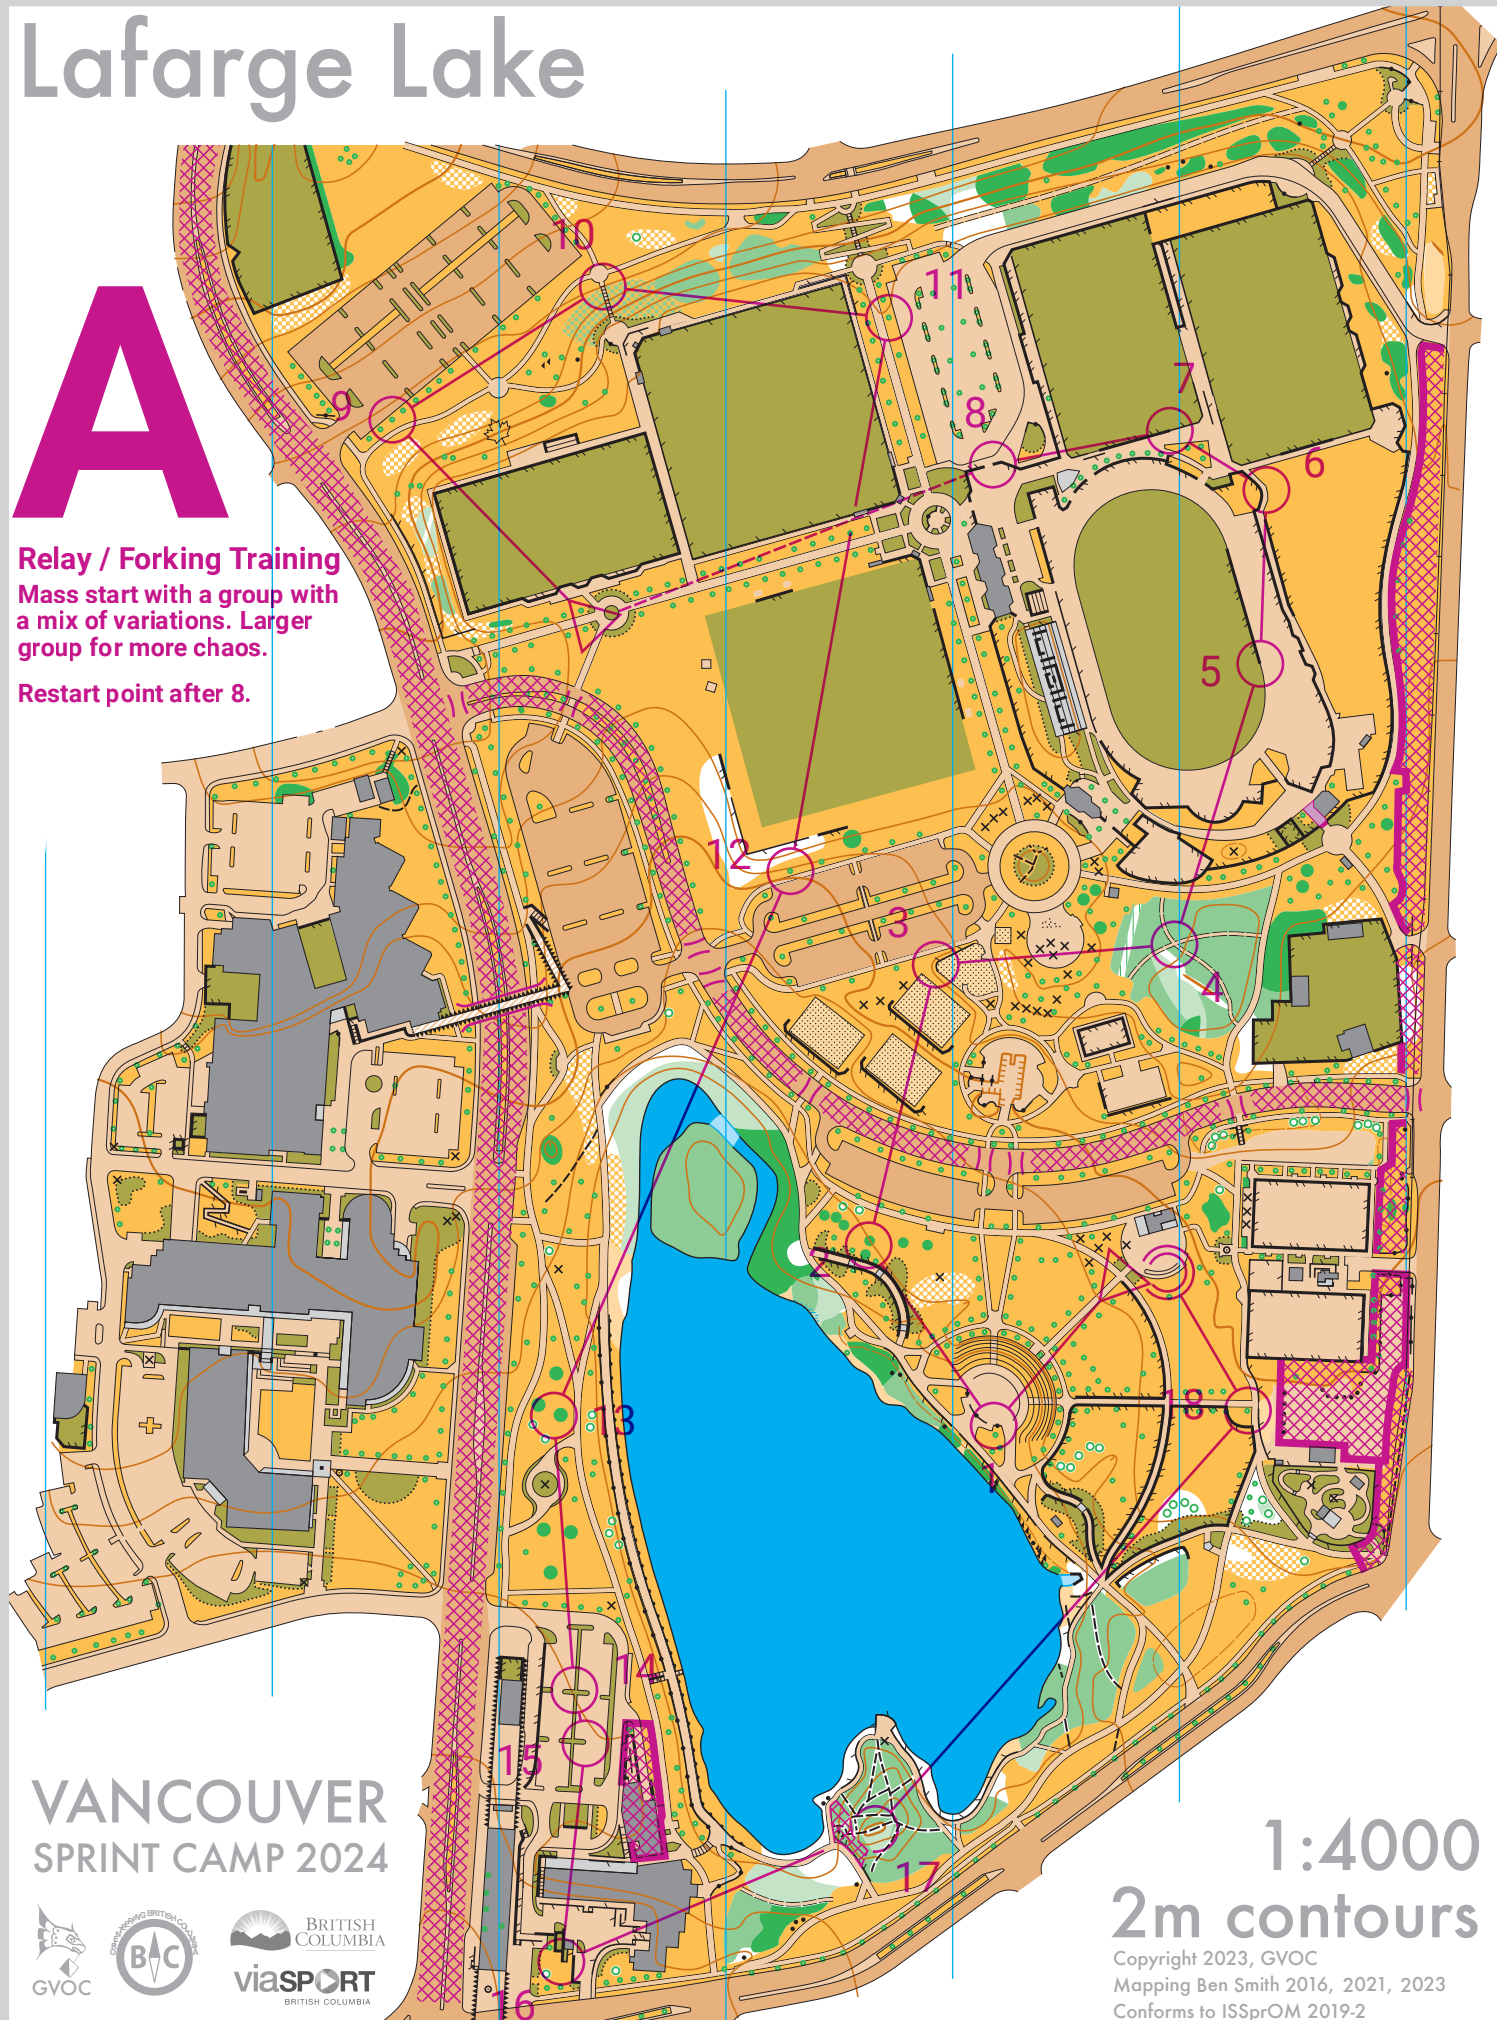 Lafarge Lake
10
11
A
7
9
8
6
Relay / Forking Training
Mass start with a group with
a mix of variations. Larger
group for more chaos.
5
Restart point after 8.
12
3
4
2
18
13
1
14
15
VANCOUVER
SPRINT CAMP 2024
17
16
GVOC
BC
BRITISH
COLUMBIA
viaSPORT
BRITISH COLUMBIA
1:4000
2m contours
Copyright 2023, GVOC
Mapping Ben Smith 2016, 2021, 2023
Conforms to ISSprOM 2019-2